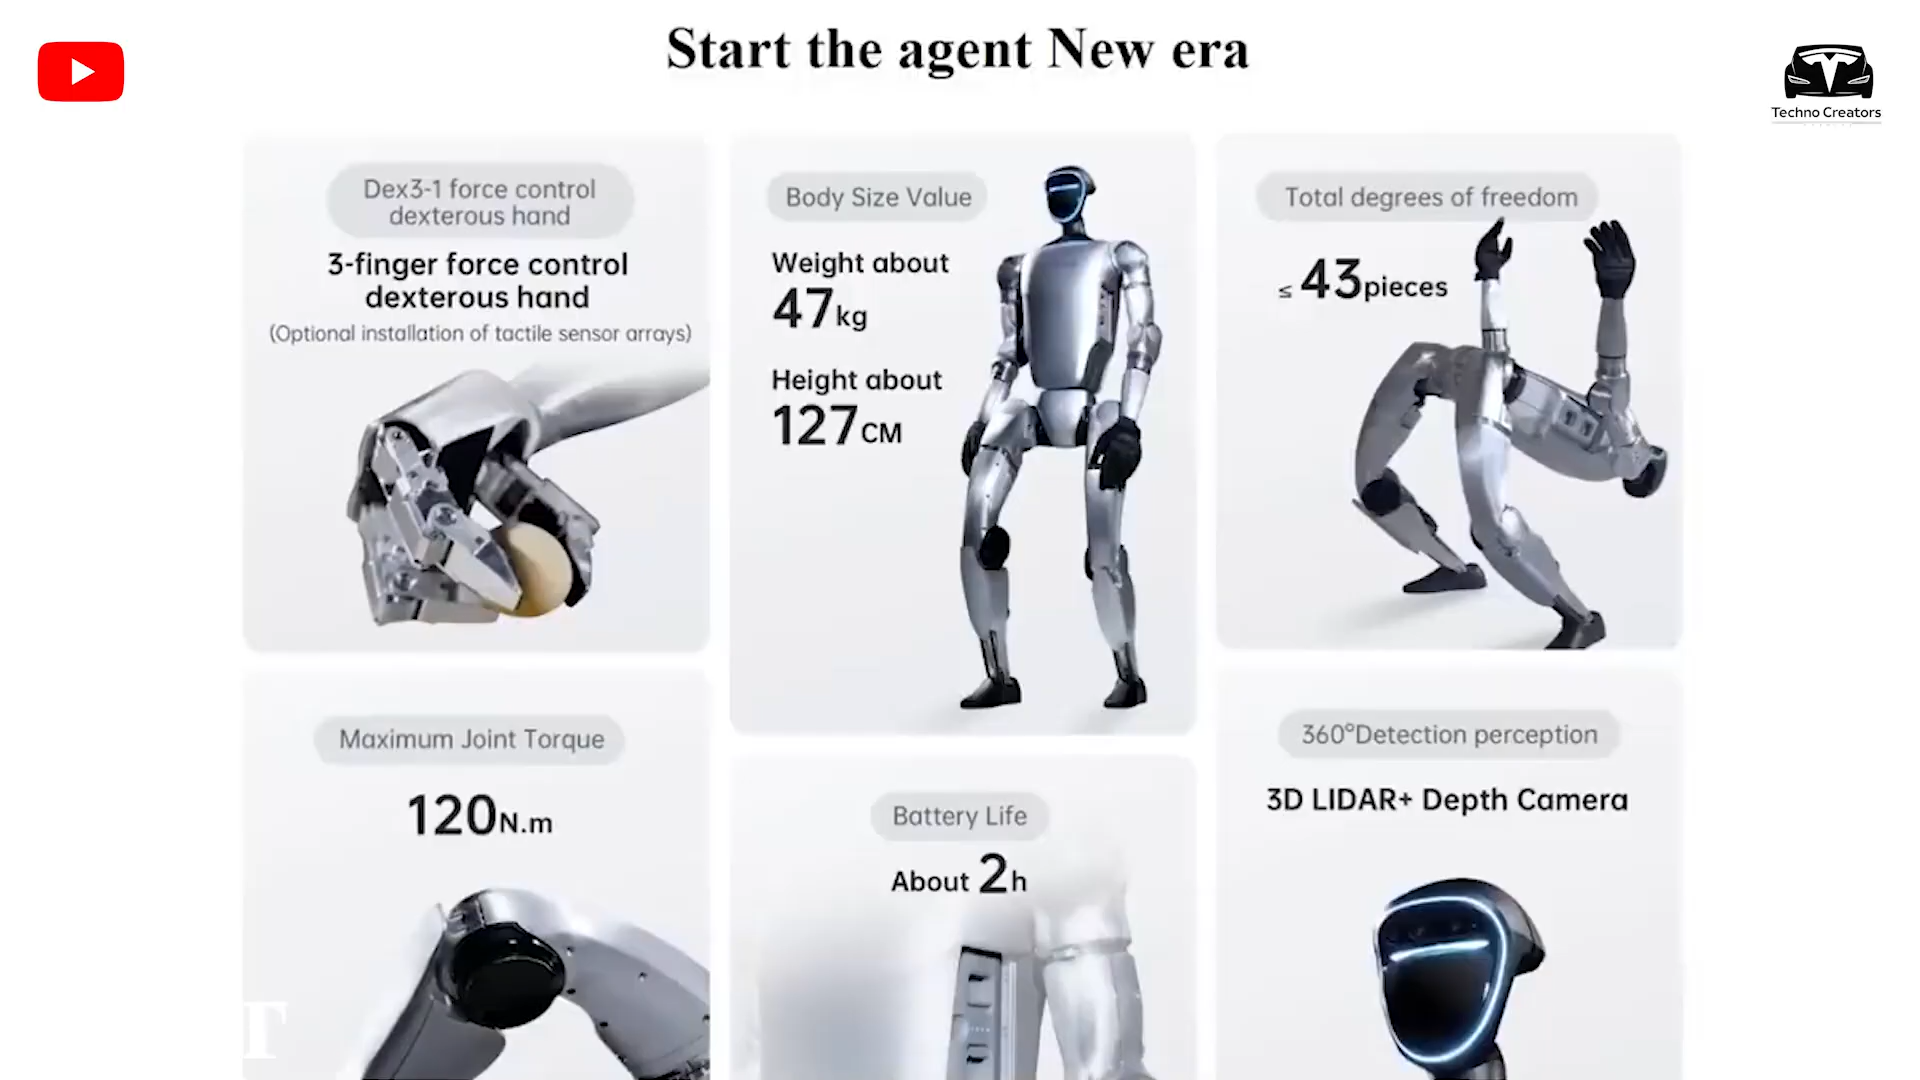 Start the agent New era
Techno Creators
Dex3-1 force control
dexterous hand
3-finger force control
dexterous hand
(Optional installation of tactile sensor arrays)
Body Size Value
Weight about
47kg
Height about
127CM
Total degrees of freedom
≤ 43pieces
Maximum Joint Torque
120N.m
Battery Life
About 2h
360°Detection perception
3D LIDAR+ Depth Camera
T